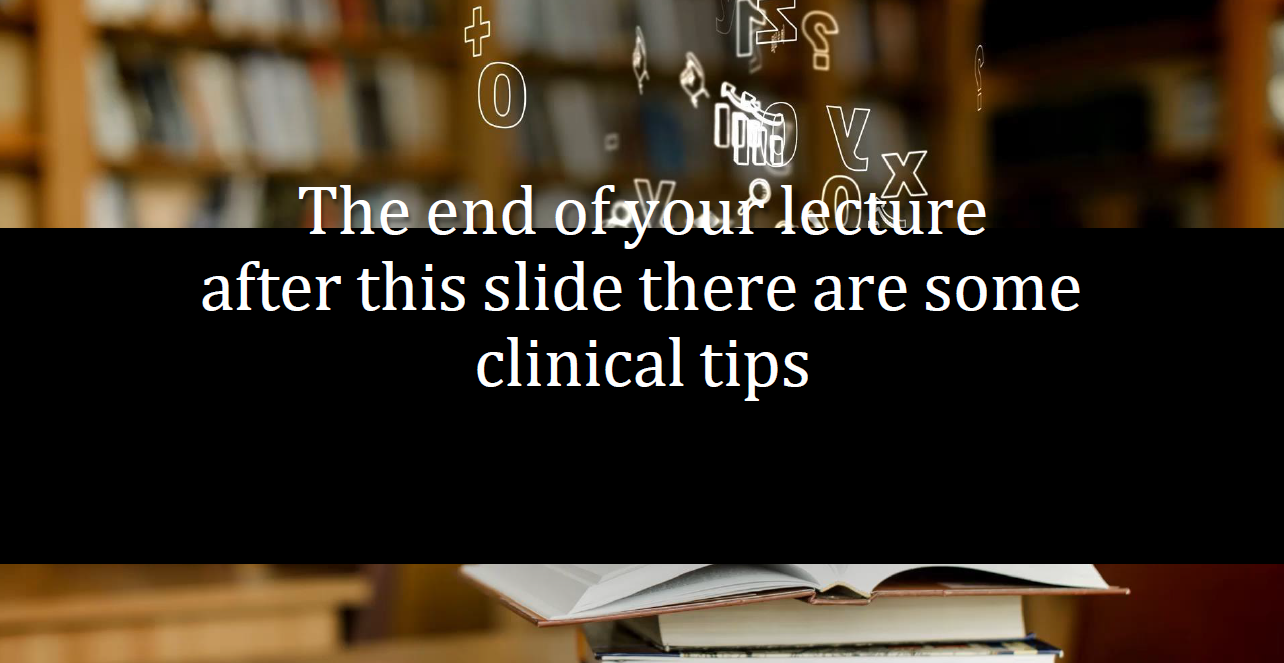 The end of your lecture
after this slide there are some
clinical tips